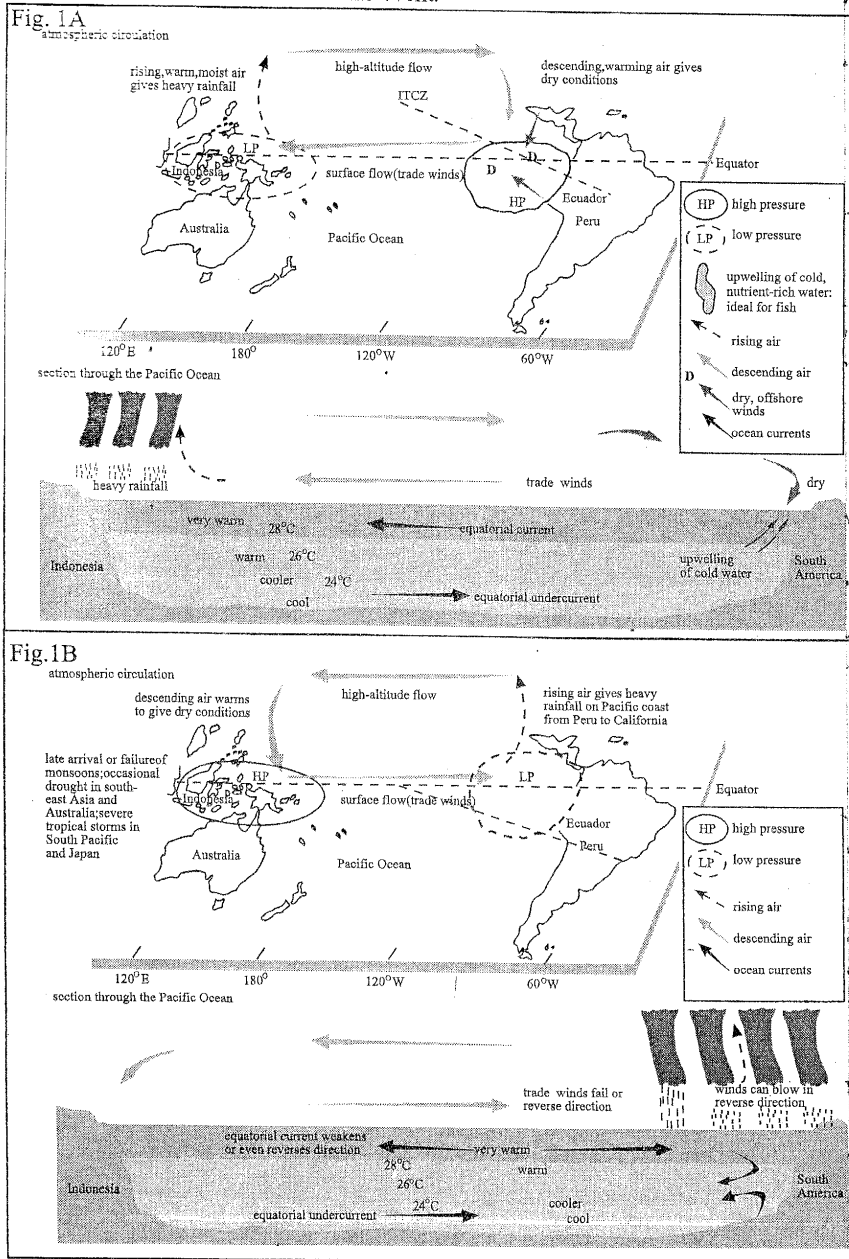 Fig. 1A
atmospheric circulation
rising,warm,moist air
gives heavy rainfall
high-altitude flow
descending,warming air gives
dry conditions
ITCZ
LP
Indonesia
D
D
Equator
surface flow(trade winds)
HP
Ecuador
Peru
Australia
Pacific Ocean
HP high pressure
LP low pressure
upwelling of cold,
nutrient-rich water:
ideal for fish
rising air
descending air
D
dry, offshore
winds
ocean currents
120°E
180°
120°W
60°W
section through the Pacific Ocean
heavy rainfall
trade winds
dry
very warm
28°C
equatorial current
warm 26°C
upwelling
of cold water
South
America
Indonesia
cooler 24°C
cool
equatorial undercurrent
Fig.1B
atmospheric circulation
descending air warms
to give dry conditions
high-altitude flow
rising air gives heavy
rainfall on Pacific coast
from Peru to California
late arrival or failureof
monsoons;occasional
drought in south-
east Asia and
Australia;severe
tropical storms in
South Pacific
and Japan
HP
Indonesia
LP
Equator
surface flow(trade winds)
Ecuador
Peru
Australia
Pacific Ocean
HP high pressure
LP low pressure
rising air
descending air
ocean currents
120°E
180°
120°W
60°W
section through the Pacific Ocean
trade winds fail or
reverse direction
winds can blow in
reverse direction
equatorial current weakens
or even reverses direction
very warm
28°C
warm
26°C
Indonesia
South
America
24°C
cooler
equatorial undercurrent
cool